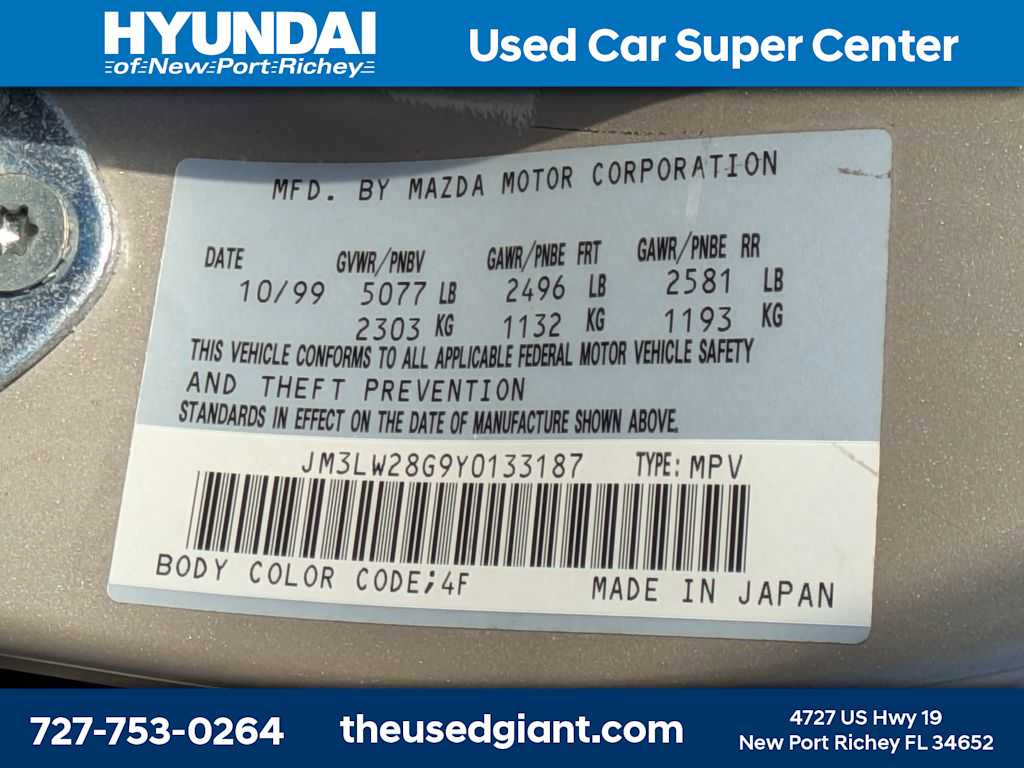 HYUNDAI
of New Port Richey
Used Car Super Center
MFD. BY MAZDA MOTOR CORPORATION
DATE GVWR/PNBV GAWR/PNBE FRT GAWR/PNBE RR
10/99 5077 LB 2496 LB 2581 LB
2303 KG 1132 KG 1193 KG
THIS VEHICLE CONFORMS TO ALL APPLICABLE FEDERAL MOTOR VEHICLE SAFETY
AND THEFT PREVENTION
STANDARDS IN EFFECT ON THE DATE OF MANUFACTURE SHOWN ABOVE.
JM3LW28G9Y0133187 TYPE: MPV
BODY COLOR CODE;4F MADE IN JAPAN
727-753-0264
theusedgiant.com
4727 US Hwy 19
New Port Richey FL 34652